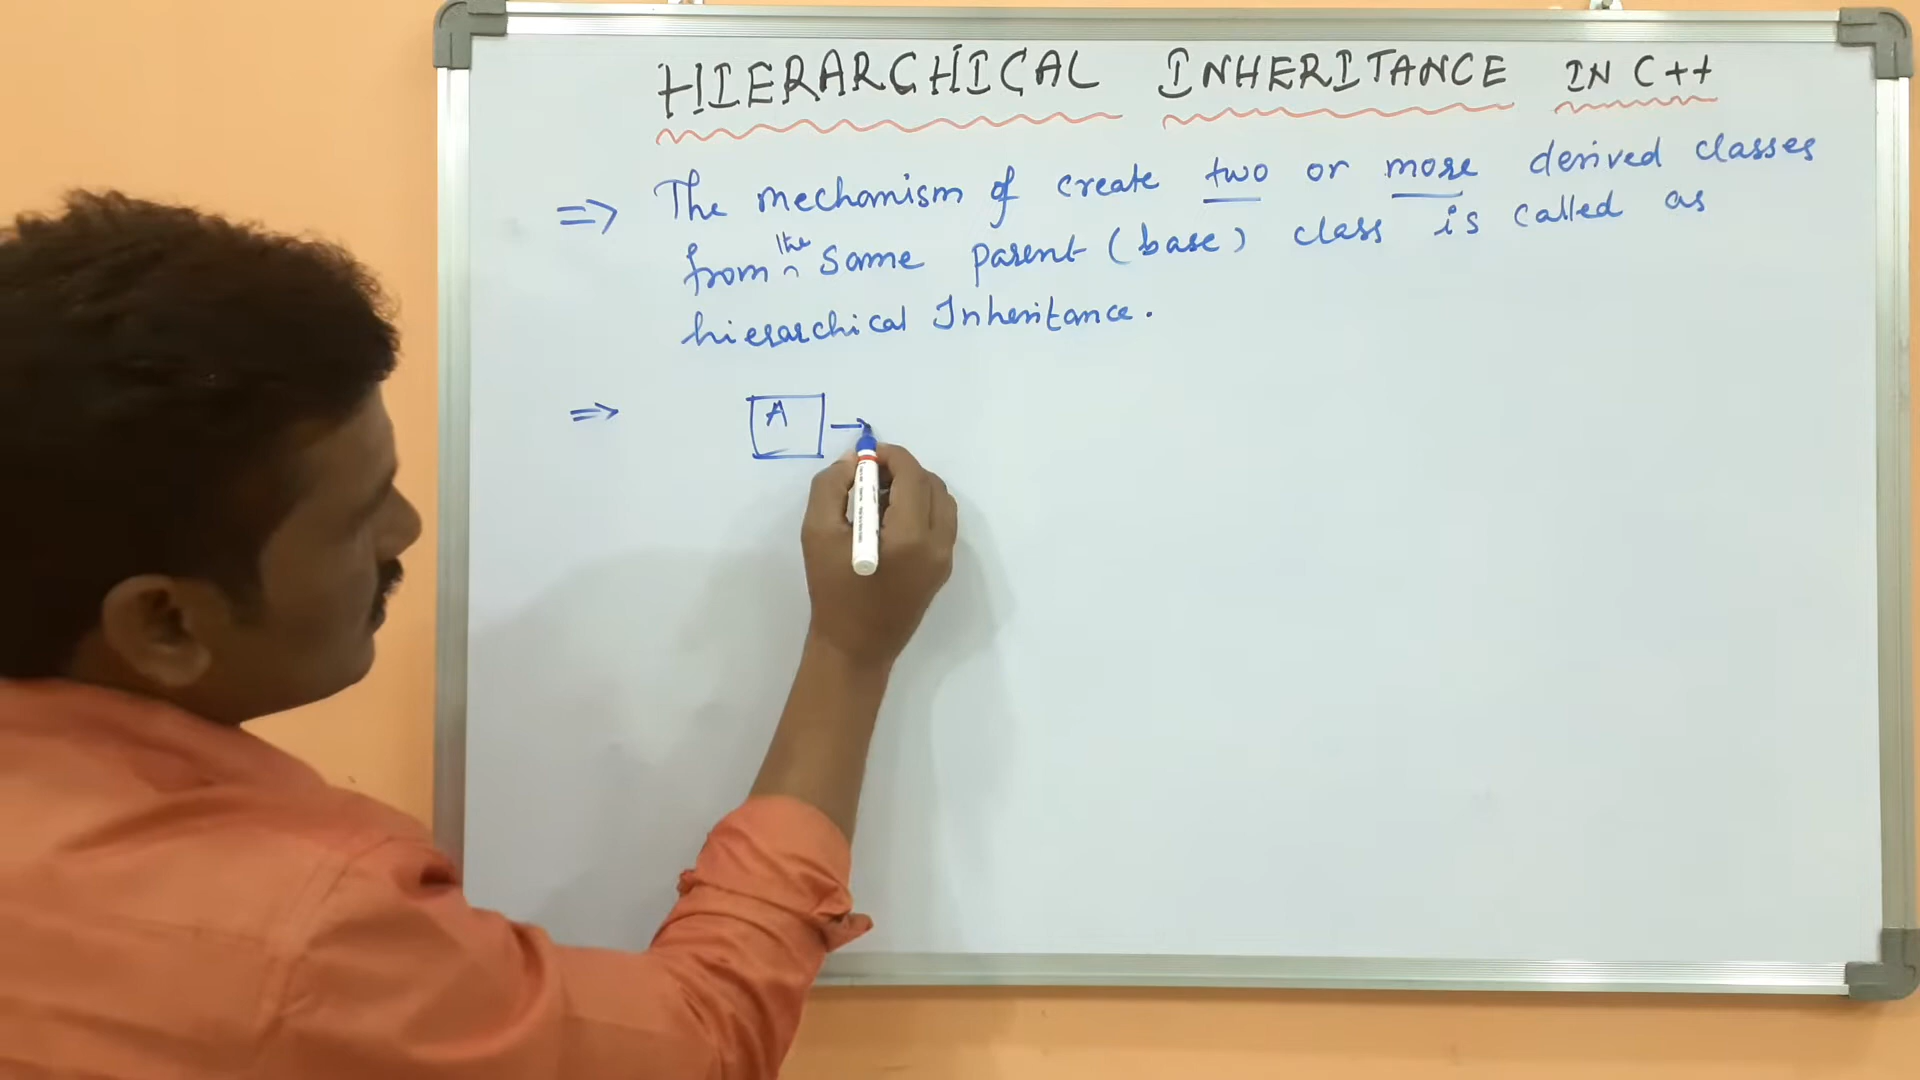 HIERARCHICAL INHERITANCE IN C++
⇒ The mechanism of create two or more derived classes
from the same parent (base) class is called as
hierarchical Inheritance.
⇒ A →